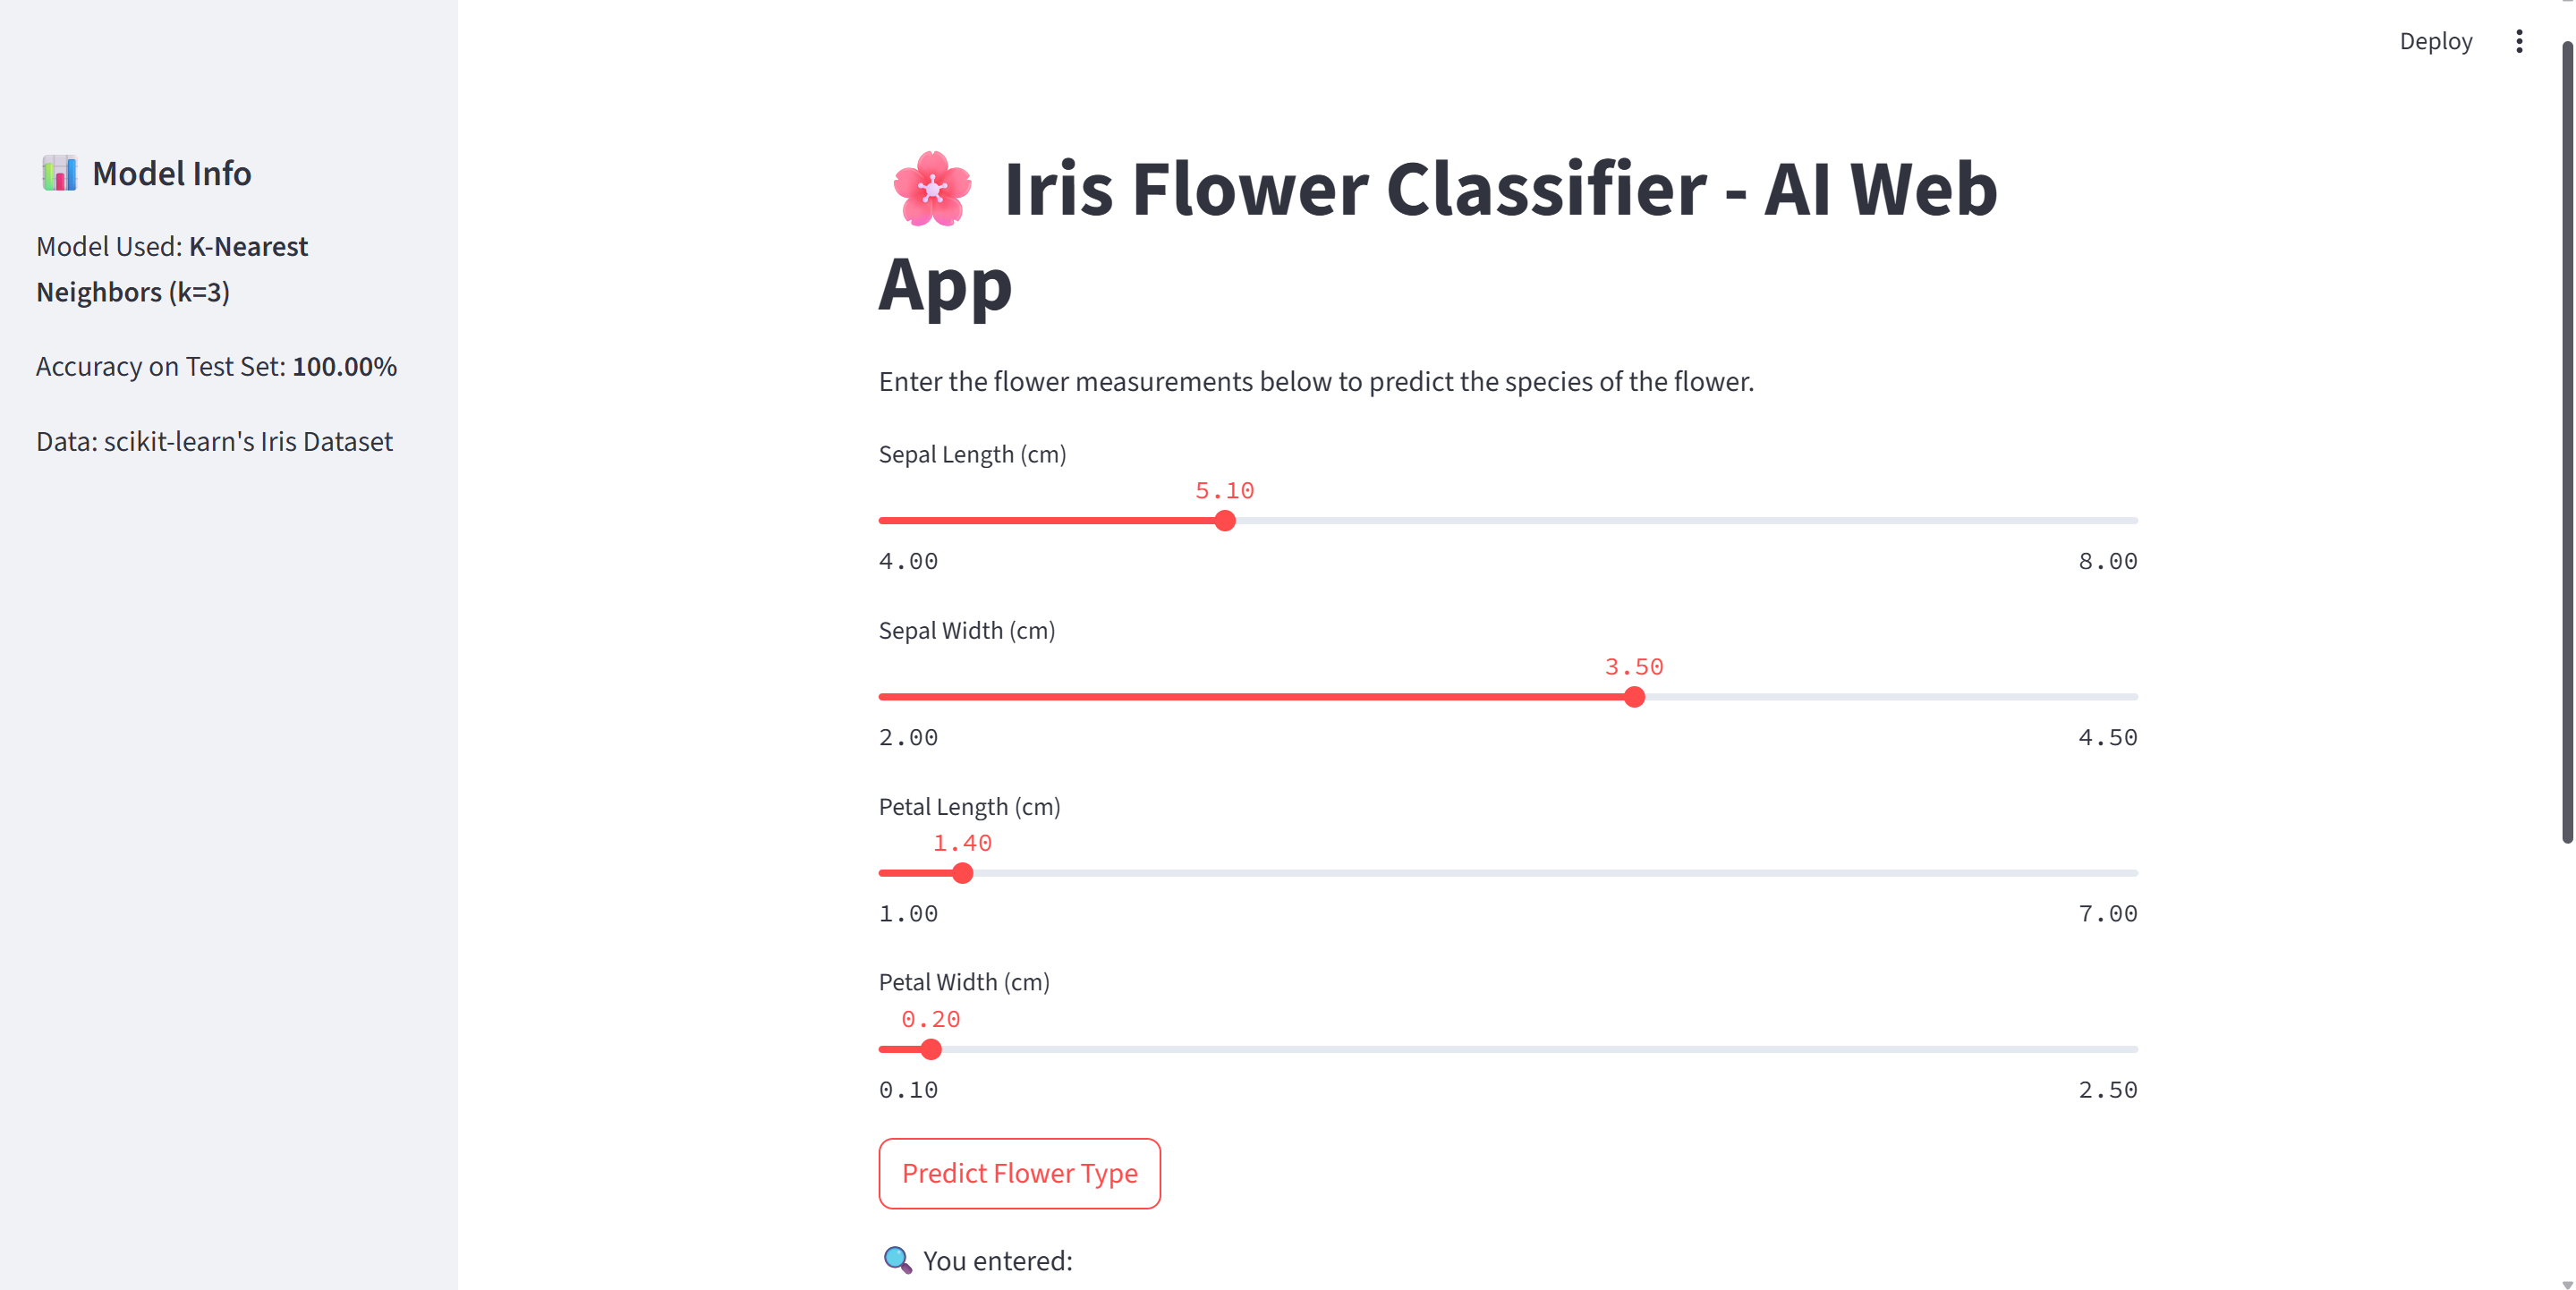 Deploy
📊 Model Info
Model Used: K-Nearest
Neighbors (k=3)
Accuracy on Test Set: 100.00%
Data: scikit-learn's Iris Dataset
🌸 Iris Flower Classifier - AI Web
App
Enter the flower measurements below to predict the species of the flower.
Sepal Length (cm)
5.10
4.00 8.00
Sepal Width (cm)
3.50
2.00 4.50
Petal Length (cm)
1.40
1.00 7.00
Petal Width (cm)
0.20
0.10 2.50
Predict Flower Type
🔍 You entered: